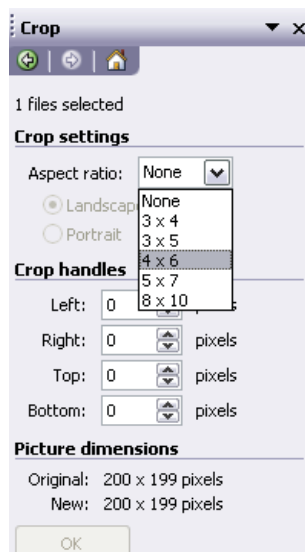 Crop
1 files selected
Crop settings
Aspect ratio: None
None
3 x 4
3 x 5
4 x 6
5 x 7
8 x 10
Landscape
Portrait
Crop handles
Left: 0 pixels
Right: 0 pixels
Top: 0 pixels
Bottom: 0 pixels
Picture dimensions
Original: 200 x 199 pixels
New: 200 x 199 pixels
OK